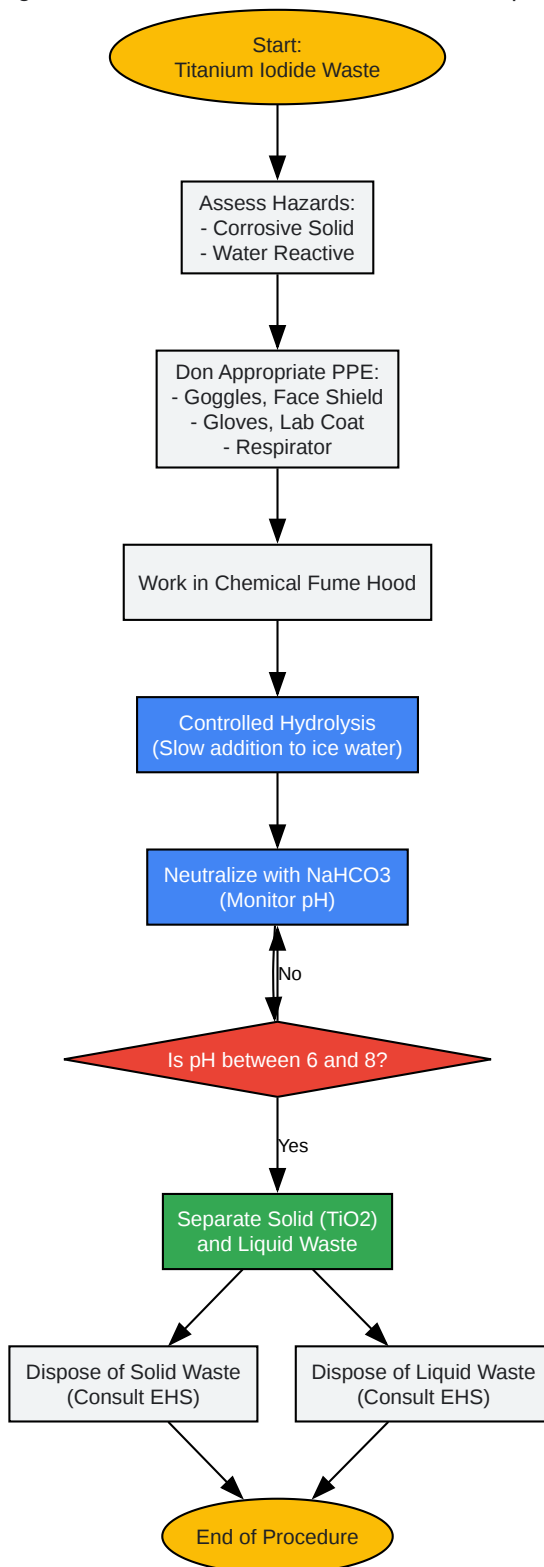 Start:
Titanium Iodide Waste
Assess Hazards:
- Corrosive Solid
- Water Reactive
Don Appropriate PPE:
- Goggles, Face Shield
- Gloves, Lab Coat
- Respirator
Work in Chemical Fume Hood
Controlled Hydrolysis
(Slow addition to ice water)
Neutralize with NaHCO3
(Monitor pH)
No
Is pH between 6 and 8?
Yes
Separate Solid (TiO2)
and Liquid Waste
Dispose of Solid Waste
(Consult EHS)
Dispose of Liquid Waste
(Consult EHS)
End of Procedure